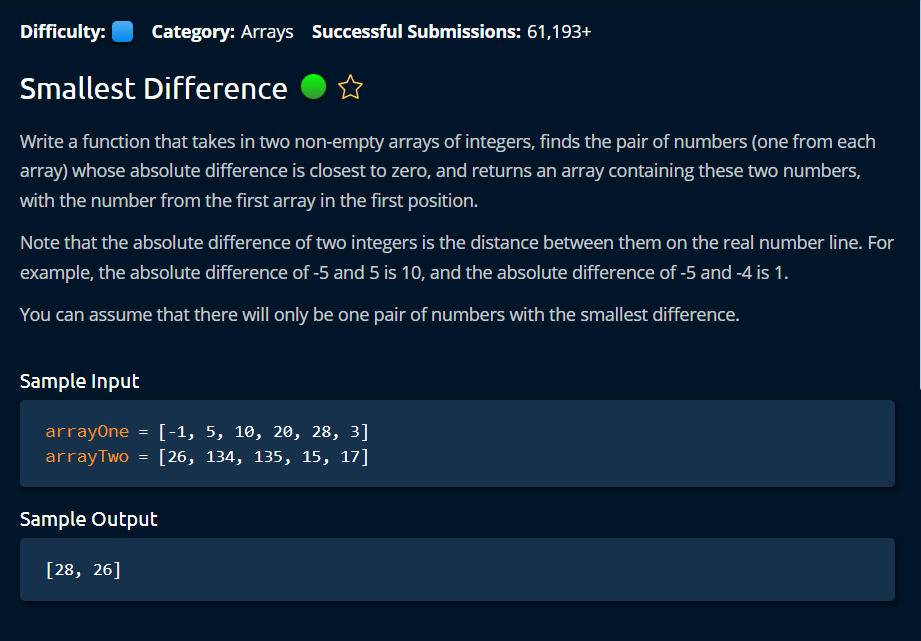 Difficulty: Category: Arrays Successful Submissions: 61,193+
Smallest Difference
Write a function that takes in two non-empty arrays of integers, finds the pair of numbers (one from each
array) whose absolute difference is closest to zero, and returns an array containing these two numbers,
with the number from the first array in the first position.
Note that the absolute difference of two integers is the distance between them on the real number line. For
example, the absolute difference of -5 and 5 is 10, and the absolute difference of -5 and -4 is 1.
You can assume that there will only be one pair of numbers with the smallest difference.
Sample Input
arrayOne = [-1, 5, 10, 20, 28, 3]
arrayTwo = [26, 134, 135, 15, 17]
Sample Output
[28, 26]